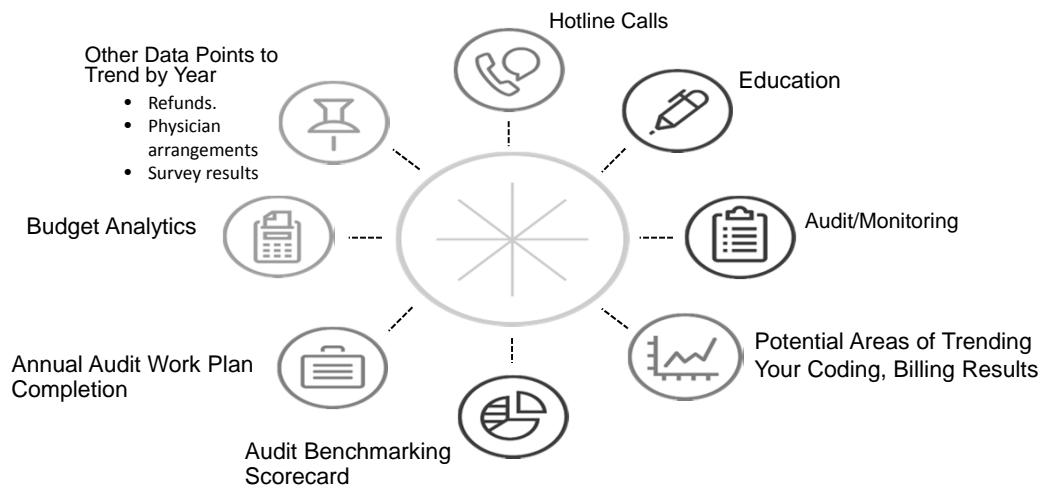 Hotline Calls
Other Data Points to
Trend by Year
• Refunds.
• Physician
arrangements
• Survey results
Education
Budget Analytics
Audit/Monitoring
Potential Areas of Trending
Your Coding, Billing Results
Annual Audit Work Plan
Completion
Audit Benchmarking
Scorecard